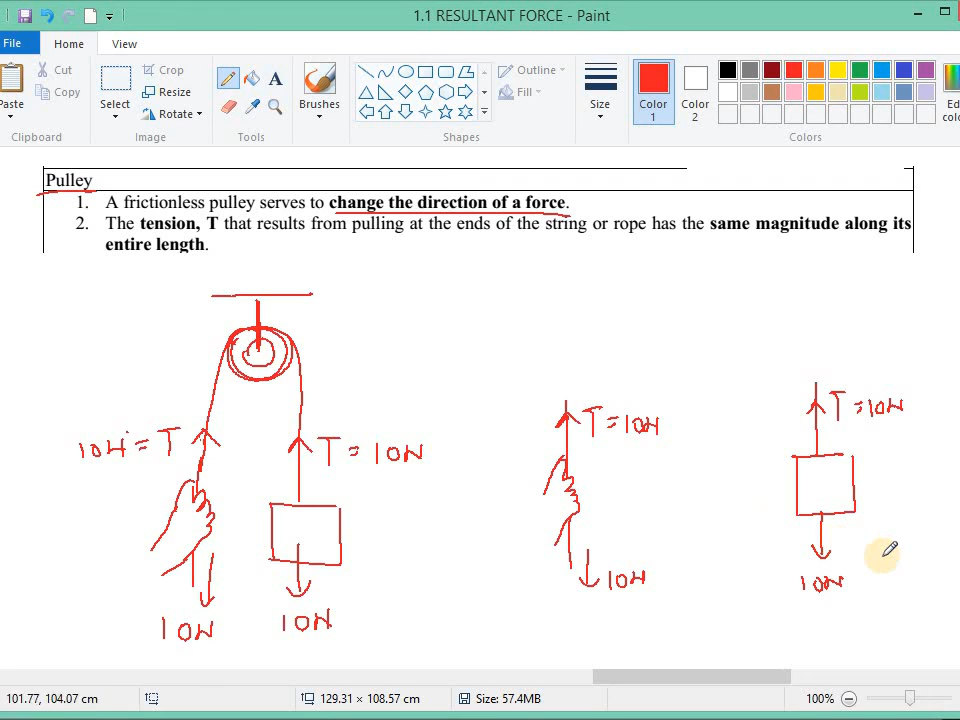 1.1 RESULTANT FORCE - Paint
File Home View
Paste
Cut
Copy
Select
Crop
Resize
Rotate
A
Brushes
Outline
Fill
Size
Color 1
Color 2
Clipboard Image Tools Shapes Colors
Pulley
1. A frictionless pulley serves to change the direction of a force.
2. The tension, T that results from pulling at the ends of the string or rope has the same magnitude along its
entire length.
10N = T
T = 10N
T = 10N
T = 10N
10N
10N
10N
10N
101.77, 104.07 cm 129.31 × 108.57 cm Size: 57.4MB 100%